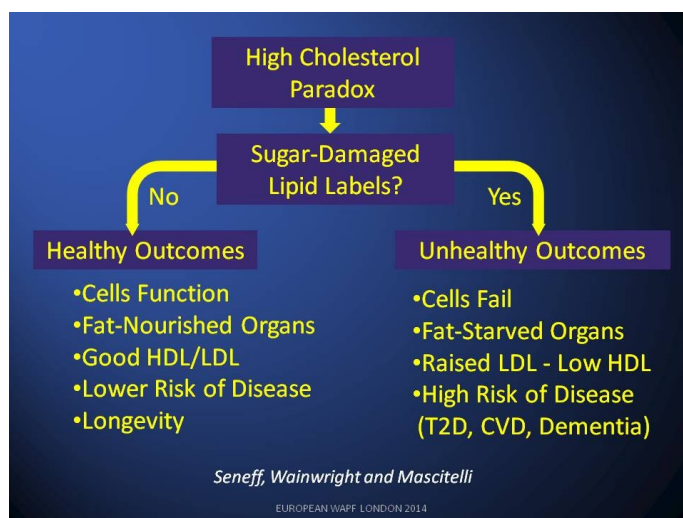 High Cholesterol
Paradox
Sugar-Damaged
Lipid Labels?
No
Yes
Healthy Outcomes
•Cells Function
•Fat-Nourished Organs
•Good HDL/LDL
•Lower Risk of Disease
•Longevity
Unhealthy Outcomes
•Cells Fail
•Fat-Starved Organs
•Raised LDL - Low HDL
•High Risk of Disease
(T2D, CVD, Dementia)
Seneff, Wainwright and Mascitelli
EUROPEAN WAPF LONDON 2014